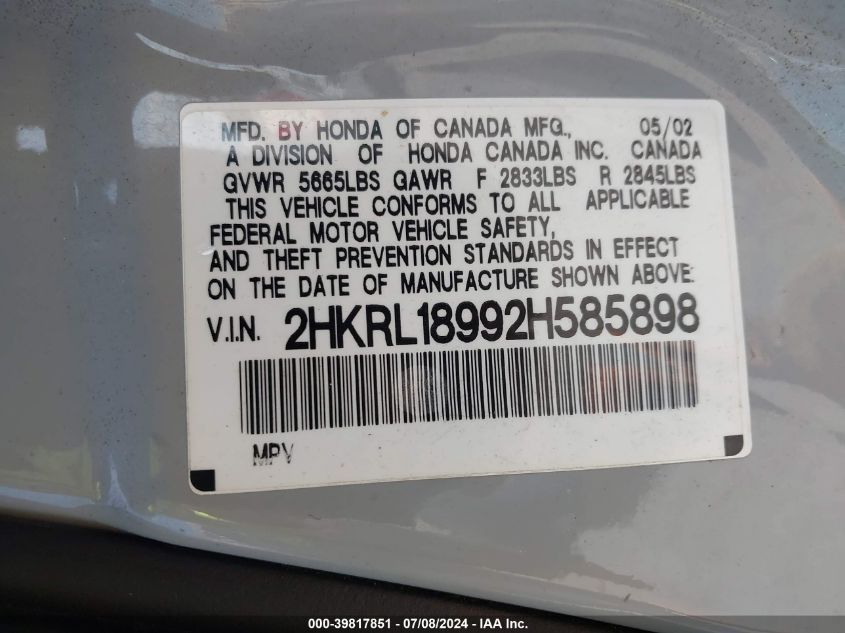 MFD. BY HONDA OF CANADA MFG., 05/02
A DIVISION OF HONDA CANADA INC. CANADA
GVWR 5665LBS GAWR F 2833LBS R 2845LBS
THIS VEHICLE CONFORMS TO ALL APPLICABLE
FEDERAL MOTOR VEHICLE SAFETY,
AND THEFT PREVENTION STANDARDS IN EFFECT
ON THE DATE OF MANUFACTURE SHOWN ABOVE.
V.I.N. 2HKRL18992H585898
MPV
000-39817851 - 07/08/2024 - IAA Inc.